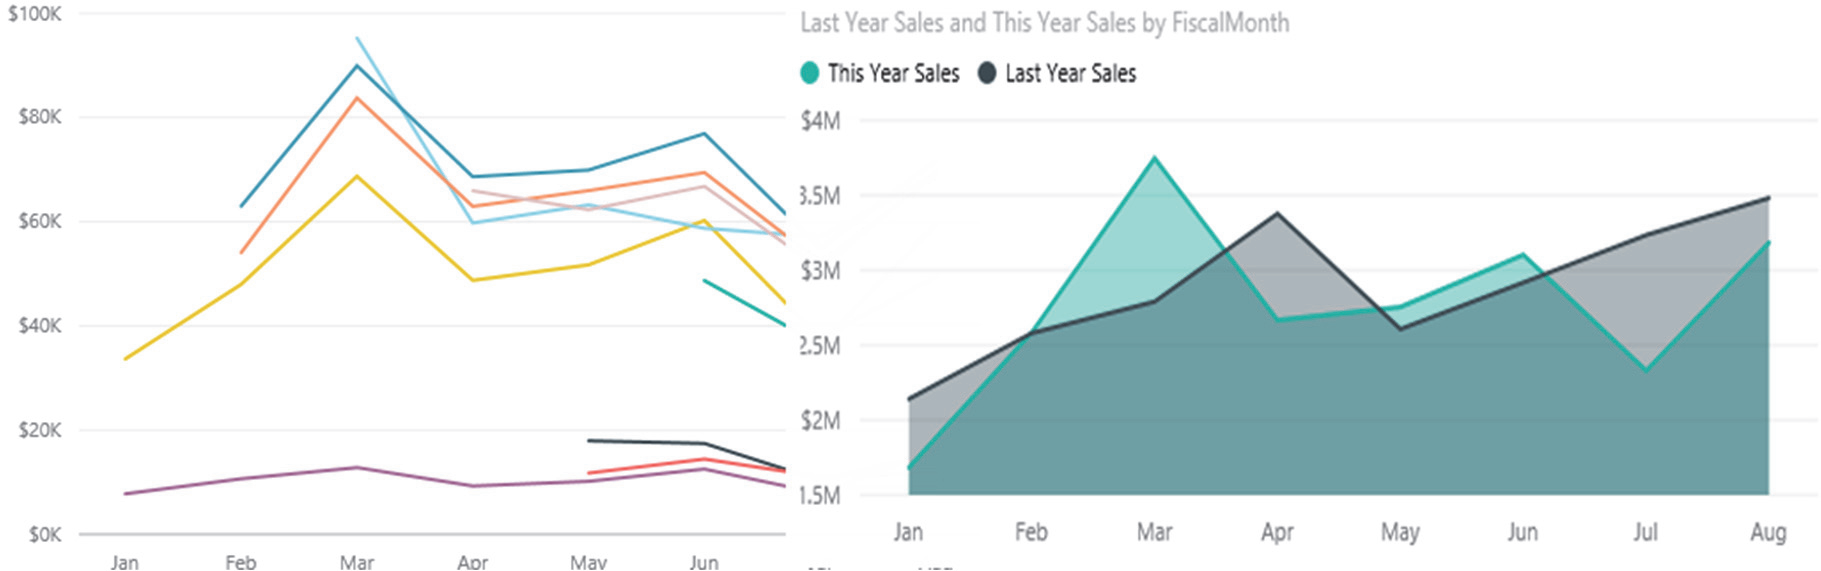 $100K
$80K
$60K
$40K
$20K
$0K
Jan Feb Mar Apr May Jun
Last Year Sales and This Year Sales by FiscalMonth
This Year Sales Last Year Sales
$4M
3.5M
$3M
2.5M
$2M
1.5M
Jan Feb Mar Apr May Jun Jul Aug